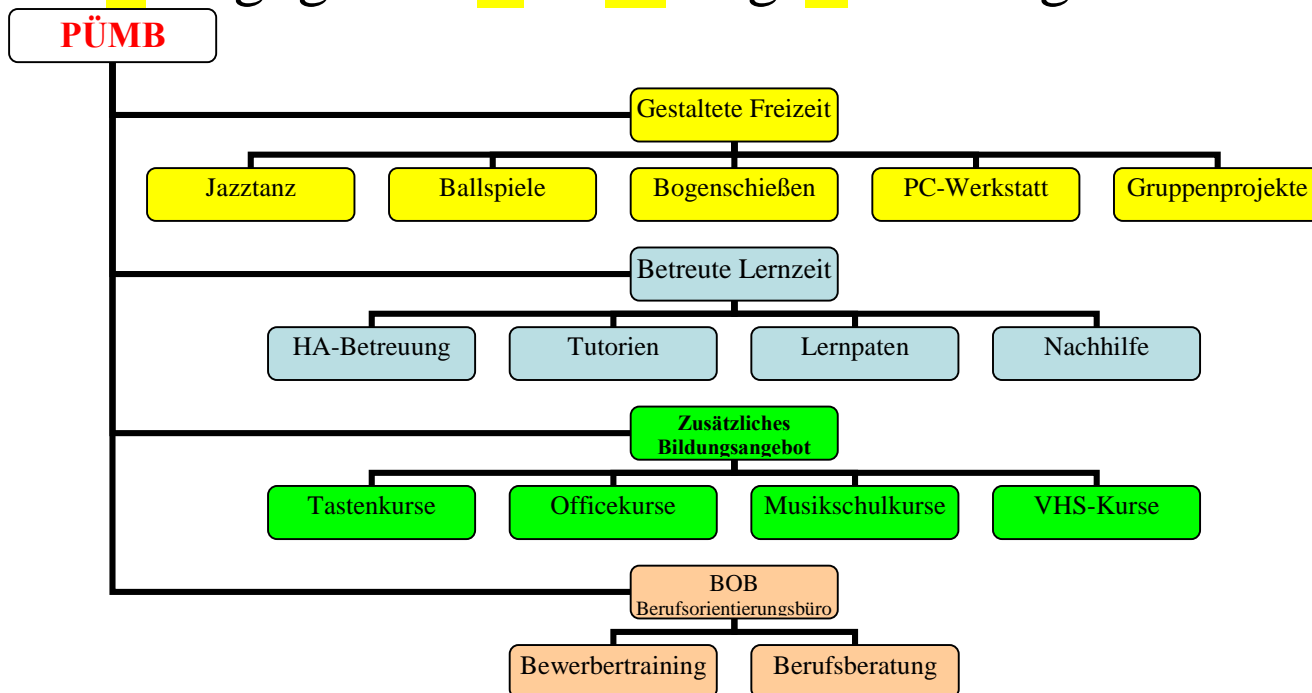 PÜMB
Gestaltete Freizeit
Jazztanz
Ballspiele
Bogenschießen
PC-Werkstatt
Gruppenprojekte
Betreute Lernzeit
HA-Betreuung
Tutorien
Lernpaten
Nachhilfe
Zusätzliches
Bildungsangebot
Tastenkurse
Officekurse
Musikschulkurse
VHS-Kurse
BOB
Berufsorientierungsbüro
Bewerbertraining
Berufsberatung